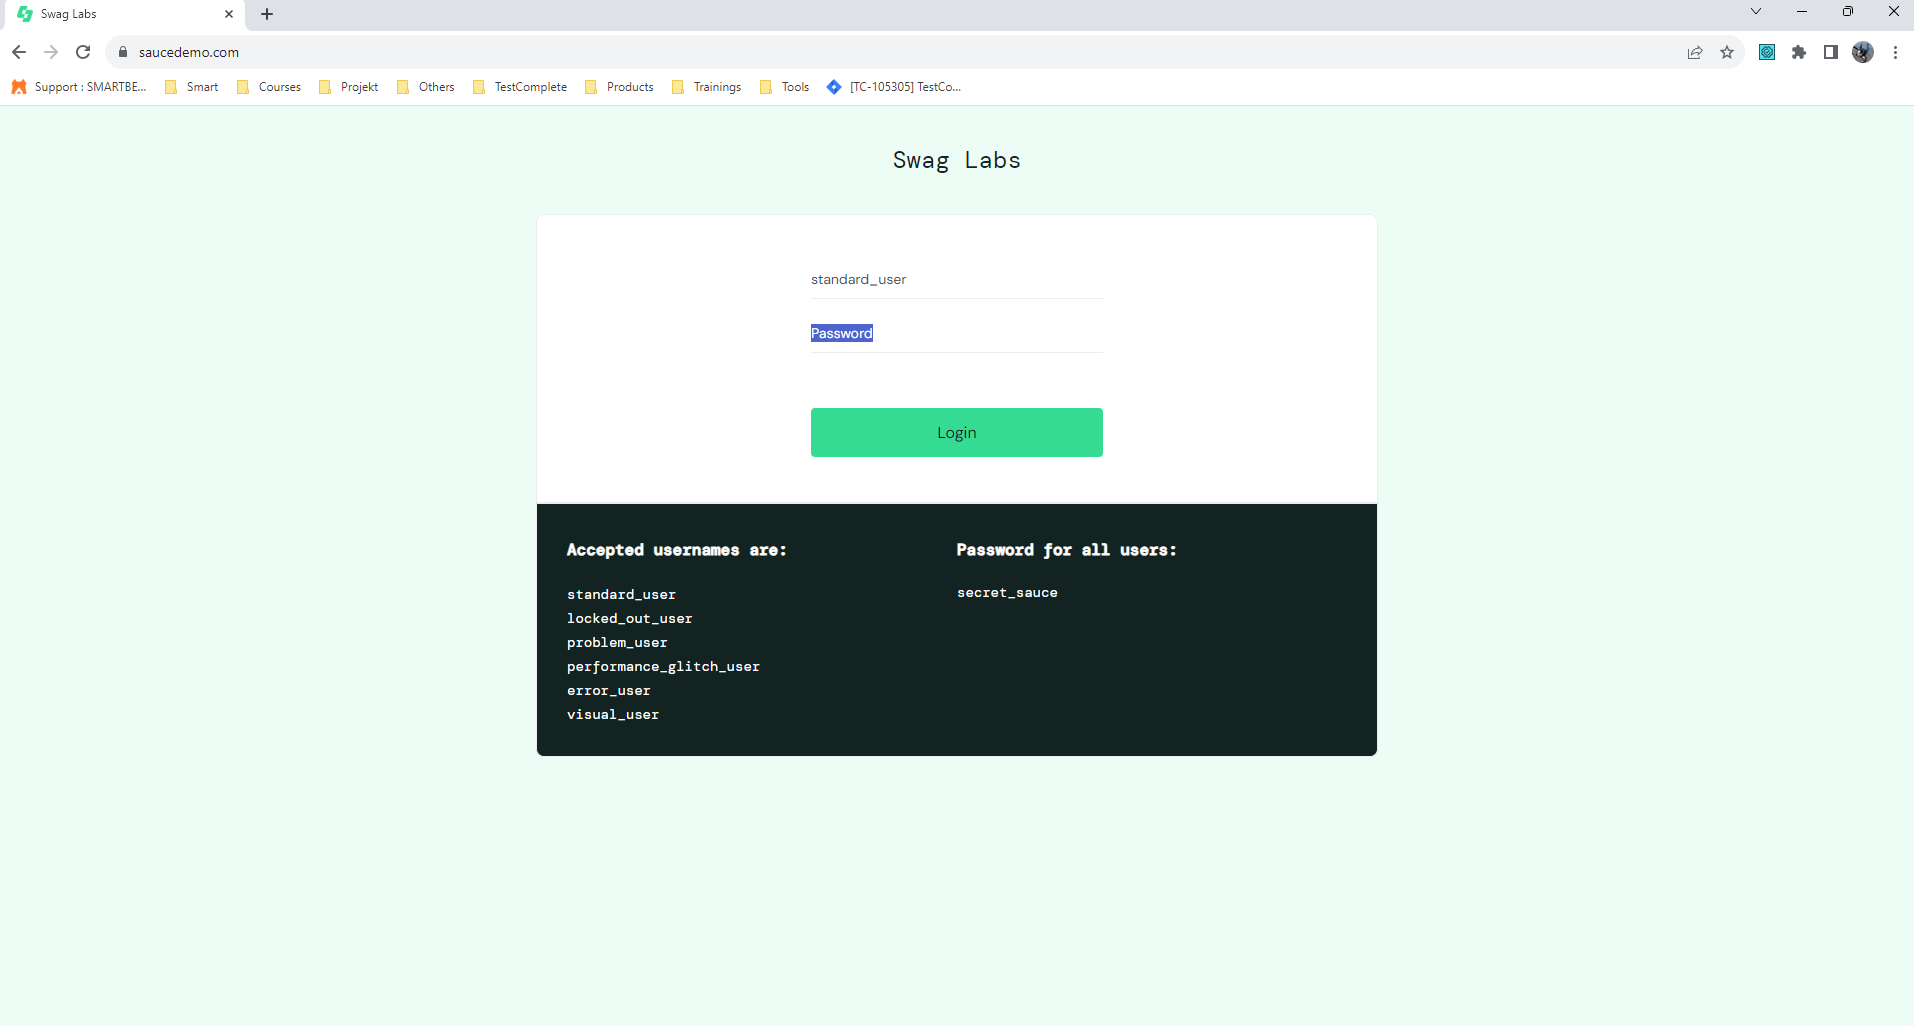 Swag Labs
saucedemo.com
Support : SMARTBE... Smart Courses Projekt Others TestComplete Products Trainings Tools [TC-105305] TestCo...
Swag Labs
standard_user
Password
Login
Accepted usernames are:
standard_user
locked_out_user
problem_user
performance_glitch_user
error_user
visual_user
Password for all users:
secret_sauce